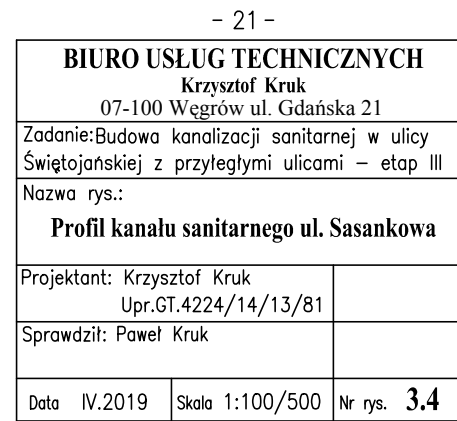 - 21 -
BIURO USŁUG TECHNICZNYCH
Krzysztof Kruk
07-100 Węgrów ul. Gdańska 21
Zadanie:Budowa kanalizacji sanitarnej w ulicy
Świętojańskiej z przyłegłymi ulicami – etap III
Nazwa rys.:
Profil kanału sanitarnego ul. Sasankowa
Projektant: Krzysztof Kruk
Upr.GT.4224/14/13/81
Sprawdził: Paweł Kruk
Data IV.2019 Skala 1:100/500 Nr rys. 3.4